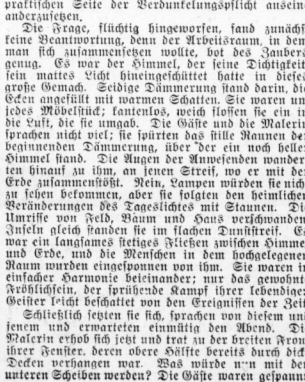 praktischen Seite der Verdunkelungspflicht ausein-
anderzusetzen.
Die Frage, flüchtig hingeworfen, fand zunächst
keine Beantwortung, denn der Arbeitsraum, in dem
man sich zusammensetzen wollte, bot des Zaubers
genug. Es war der Himmel, der seine Dichtigkeit,
sein mattes Licht hineingeschüttet hatte in dieses
große Gemach. Seidige Dämmerung stand darin, die
Ecken angefüllt mit warmen Schatten. Sie waren um
jedes Möbelstück; kantenlos, weich flossen sie ein in
die Luft, die sie umgab. Die Gäste und die Malerin
sprachen nicht viel; sie spürten das stille Raunen der
beginnenden Dämmerung, über der ein noch heller
Himmel stand. Die Augen der Anwesenden wander-
ten hinauf zu ihm, an jenen Streif, wo er mit der
Erde zusammenstößt. Nein, Lampen würden sie nicht
zu sehen bekommen, aber sie folgten den heimlichen
Veränderungen des Tageslichtes mit Staunen. Die
Umrisse von Feld, Baum und Haus verschwanden.
Inseln gleich standen sie im flachen Dunststreif. Es
war ein langsames stetiges Fließen zwischen Himmel
und Erde, und die Menschen in dem hochgelegenen
Raum wurden eingesponnen von ihm. Sie waren in
einfacher Harmonie beieinander; nur das gewohnte
Fröhlichsein, der sprühende Kampf ihrer lebendigen
Geister leicht beschattet von den Ereignissen der Zeit.
Schließlich setzten sie sich, sprachen von diesem und
jenem und erwarteten einmütig den Abend. Die
Malerin erhob sich jetzt und trat zu der breiten Front
ihrer Fenster, deren obere Hälfte bereits durch die
Decken verhangen war. Was würde nun mit den
unteren Scheiben werden? Die Gäste waren gespannt